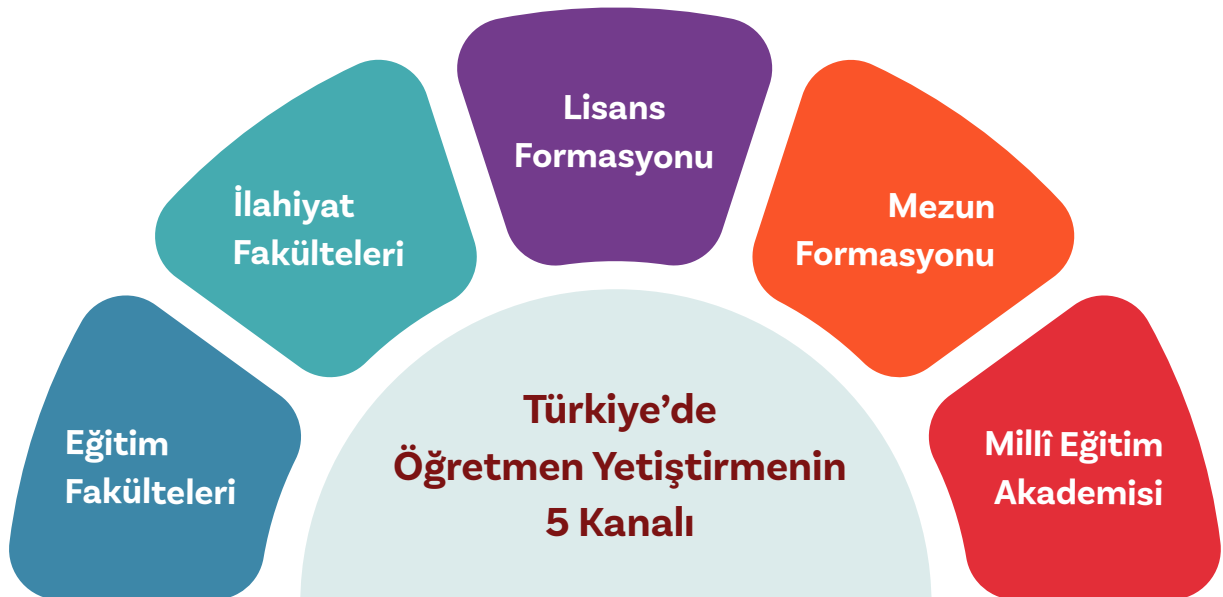 Lisans
Formasyonu
İlahiyat
Fakülteleri
Mezun
Formasyonu
Eğitim
Fakülteleri
Millî Eğitim
Akademisi
Türkiye’de
Öğretmen Yetiştirmenin
5 Kanalı